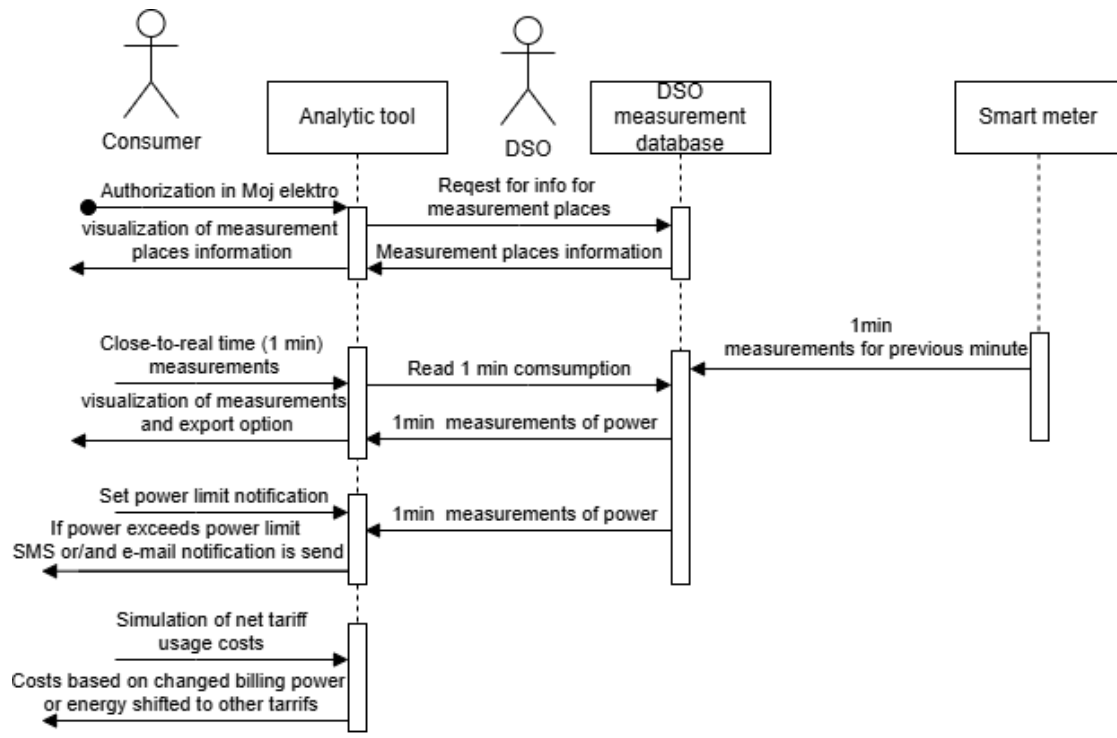 Consumer
Analytic tool
DSO
DSO
measurement
database
Smart meter
Authorization in Moj elektro
Reqest for info for
measurement places
visualization of measurement
places information
Measurement places information
1min
measurements for previous minute
Close-to-real time (1 min)
measurements
Read 1 min comsumption
visualization of measurements
and export option
1min measurements of power
Set power limit notification
1min measurements of power
If power exceeds power limit
SMS or/and e-mail notification is send
Simulation of net tariff
usage costs
Costs based on changed billing power
or energy shifted to other tarrifs